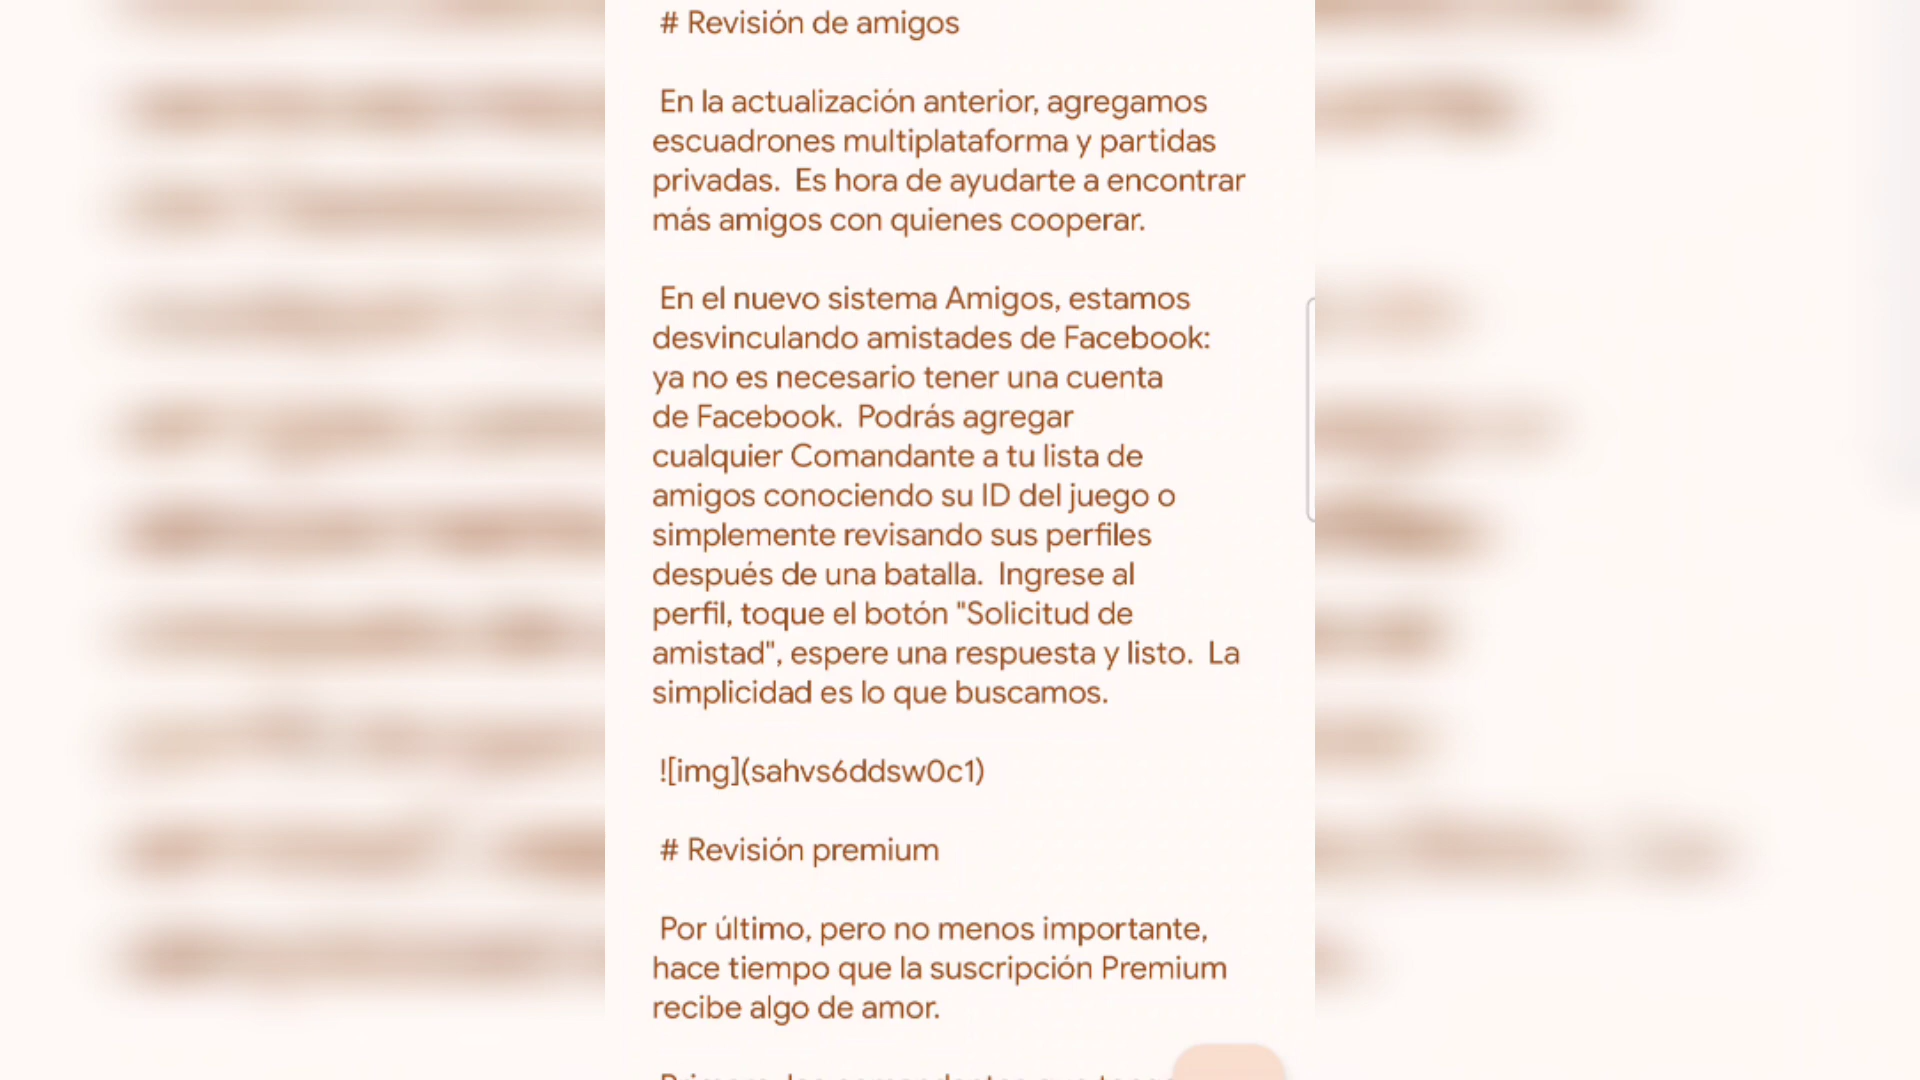 # Revisión de amigos
En la actualización anterior, agregamos
escuadrones multiplataforma y partidas
privadas. Es hora de ayudarte a encontrar
más amigos con quienes cooperar.
En el nuevo sistema Amigos, estamos
desvinculando amistades de Facebook:
ya no es necesario tener una cuenta
de Facebook. Podrás agregar
cualquier Comandante a tu lista de
amigos conociendo su ID del juego o
simplemente revisando sus perfiles
después de una batalla. Ingrese al
perfil, toque el botón "Solicitud de
amistad", espere una respuesta y listo. La
simplicidad es lo que buscamos.
![img](sahvs6ddsw0c1)
# Revisión premium
Por último, pero no menos importante,
hace tiempo que la suscripción Premium
recibe algo de amor.